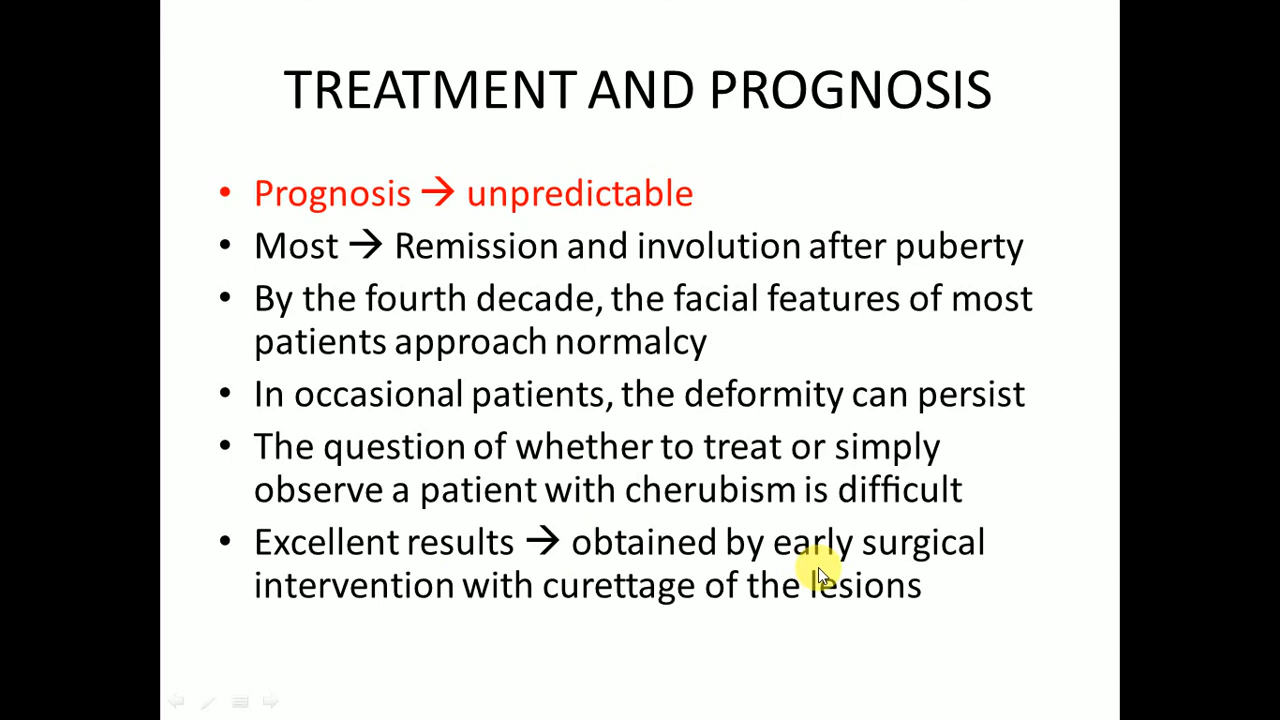 TREATMENT AND PROGNOSIS
• Prognosis → unpredictable
• Most → Remission and involution after puberty
• By the fourth decade, the facial features of most
patients approach normalcy
• In occasional patients, the deformity can persist
• The question of whether to treat or simply
observe a patient with cherubism is difficult
• Excellent results → obtained by early surgical
intervention with curettage of the lesions